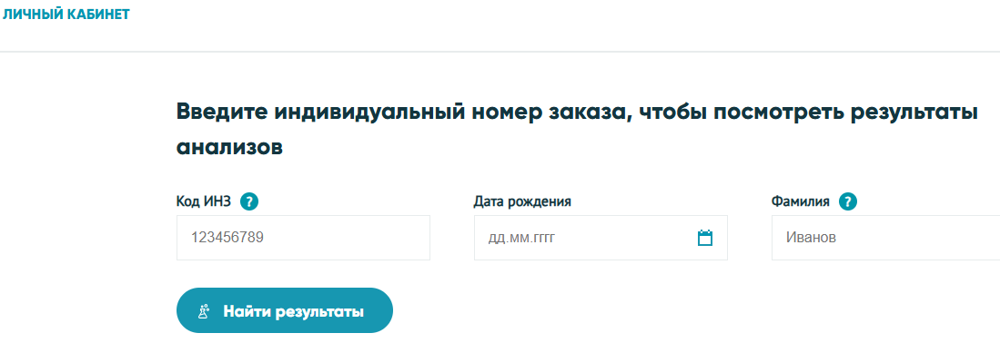 ЛИЧНЫЙ КАБИНЕТ
Введите индивидуальный номер заказа, чтобы посмотреть результаты
анализов
Код ИНЗ ? Дата рождения Фамилия ?
123456789 дд.мм.гггг Иванов
Найти результаты